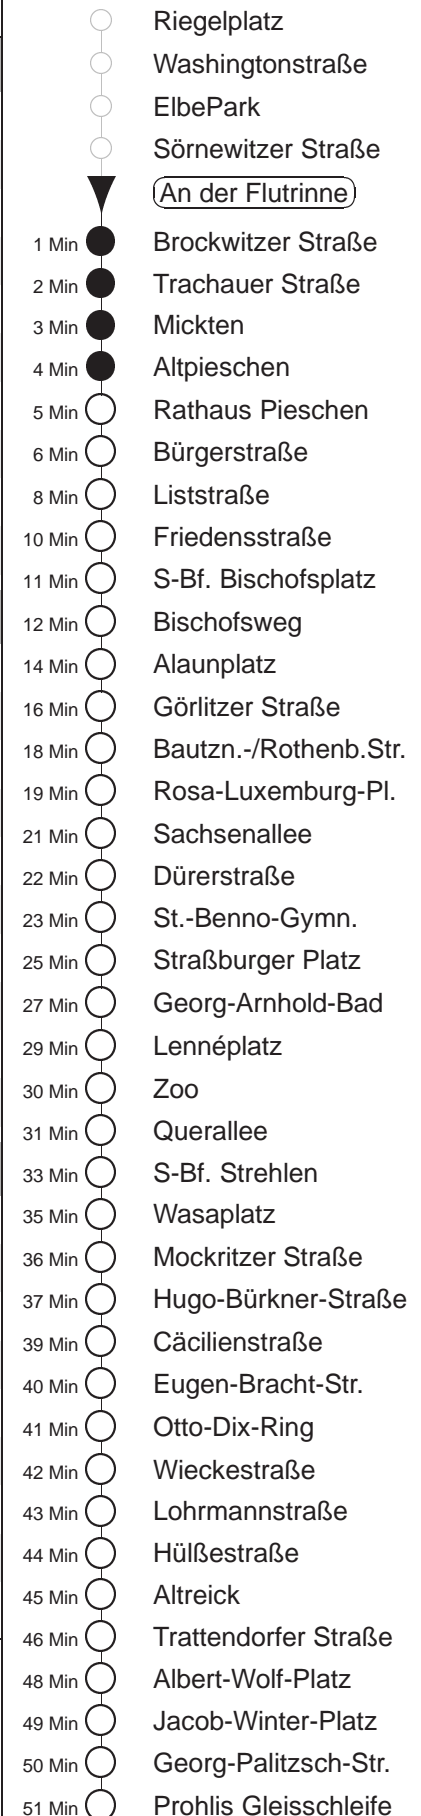 Riegelplatz
Washingtonstraße
ElbePark
Sörnewitzer Straße
An der Flutrinne
1 Min Brockwitzer Straße
2 Min Trachauer Straße
3 Min Mickten
4 Min Altpieschen
5 Min Rathaus Pieschen
6 Min Bürgerstraße
8 Min Liststraße
10 Min Friedensstraße
11 Min S-Bf. Bischofsplatz
12 Min Bischofsweg
14 Min Alaunplatz
16 Min Görlitzer Straße
18 Min Bautzn.-/Rothenb.Str.
19 Min Rosa-Luxemburg-Pl.
21 Min Sachsenallee
22 Min Dürerstraße
23 Min St.-Benno-Gymn.
25 Min Straßburger Platz
27 Min Georg-Arnhold-Bad
29 Min Lennéplatz
30 Min Zoo
31 Min Querallee
33 Min S-Bf. Strehlen
35 Min Wasaplatz
36 Min Mockritzer Straße
37 Min Hugo-Bürkner-Straße
39 Min Cäcilienstraße
40 Min Eugen-Bracht-Str.
41 Min Otto-Dix-Ring
42 Min Wieckestraße
43 Min Lohrmannstraße
44 Min Hülßestraße
45 Min Altreick
46 Min Trattendorfer Straße
48 Min Albert-Wolf-Platz
49 Min Jacob-Winter-Platz
50 Min Georg-Palitzsch-Str.
51 Min Prohlis Gleisschleife